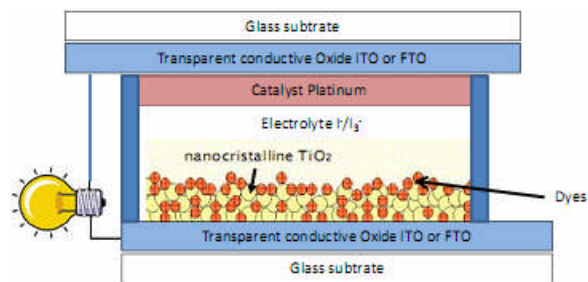 Glass subtrate
Transparent conductive Oxide ITO or FTO
Catalyst Platinum
Electrolyte I⁻/I₃⁻
nanocristalline TiO₂
Dyes
Transparent conductive Oxide ITO or FTO
Glass subtrate